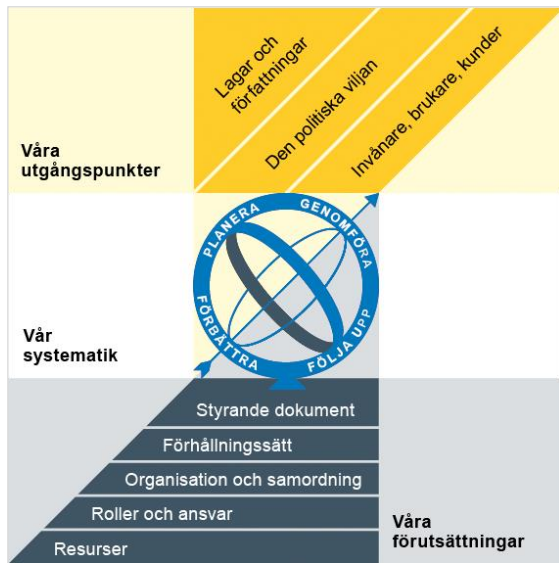 Lagar och
författningar
Den politiska viljan
Invånare, brukare, kunder
Våra
utgångspunkter
PLANERA
GENOMFÖRA
FÖRBÄTTRA
FÖLJA UPP
Vår
systematik
Styrande dokument
Förhållningssätt
Organisation och samordning
Roller och ansvar
Resurser
Våra
förutsättningar